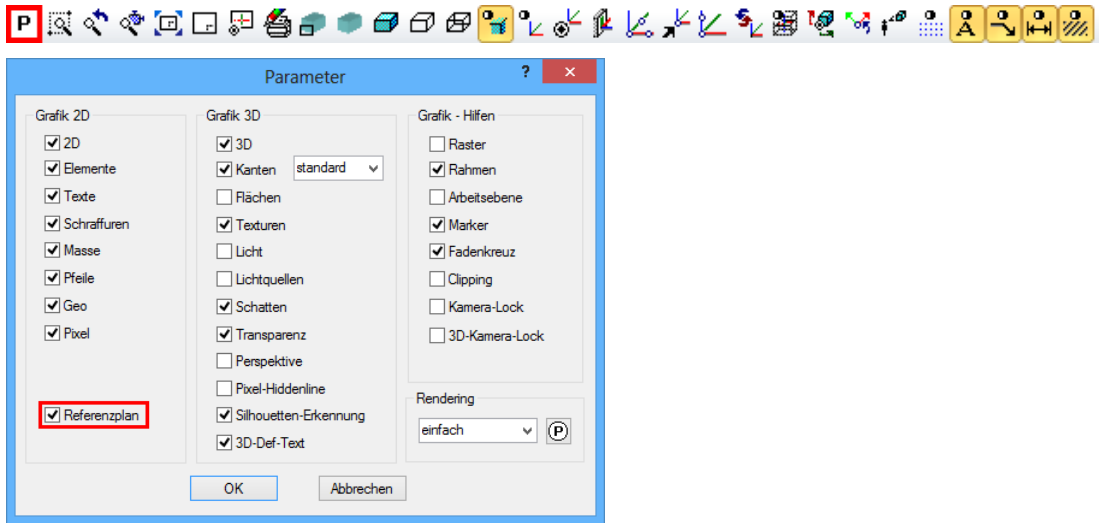 P
Parameter
?
Grafik 2D
2D
Elemente
Texte
Schraffuren
Masse
Pfeile
Geo
Pixel
Referenzplan
Grafik 3D
3D
Kanten standard
Flächen
Texturen
Licht
Lichtquellen
Schatten
Transparenz
Perspektive
Pixel-Hiddenline
Silhouetten-Erkennung
3D-Def-Text
Grafik - Hilfen
Raster
Rahmen
Arbeitsebene
Marker
Fadenkreuz
Clipping
Kamera-Lock
3D-Kamera-Lock
Rendering
einfach P
OK Abbrechen